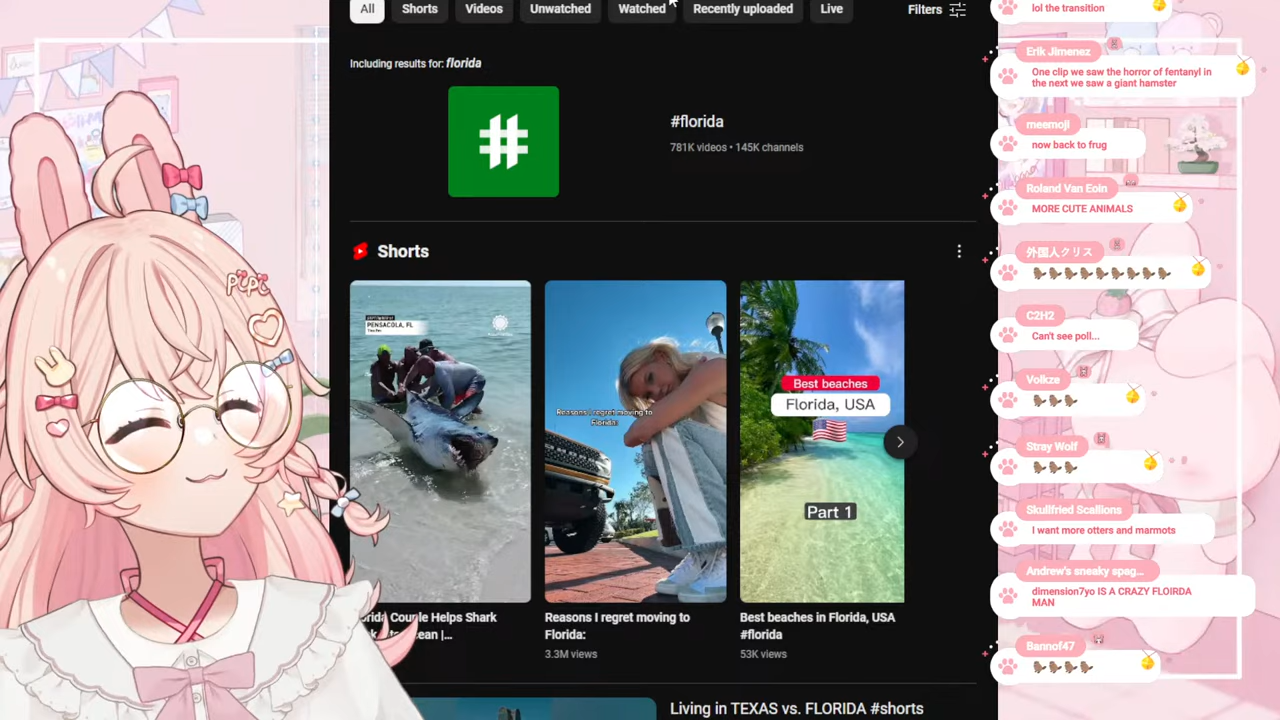 All
Shorts
Videos
Unwatched
Watched
Recently uploaded
Live
Filters
Including results for: florida
#florida
781K videos • 145K channels
Shorts
PENSACOLA, FL
Reasons I regret moving to
Florida:
Best beaches
Florida, USA
Part 1
Couple Helps Shark
Reasons I regret moving to
Florida:
3.3M views
Best beaches in Florida, USA
#florida
53K views
Living in TEXAS vs. FLORIDA #shorts
pipi
lol the transition
Erik Jimenez
One clip we saw the horror of fentanyl in
the next we saw a giant hamster
meemoji
now back to frug
Roland Van Eoin
MORE CUTE ANIMALS
外国人クリス
C2H2
Can't see poll...
Volkze
Stray Wolf
Skullfried Scallions
I want more otters and marmots
Andrew's sneaky spag...
dimension7yo IS A CRAZY FLOIRDA
MAN
Bannof47